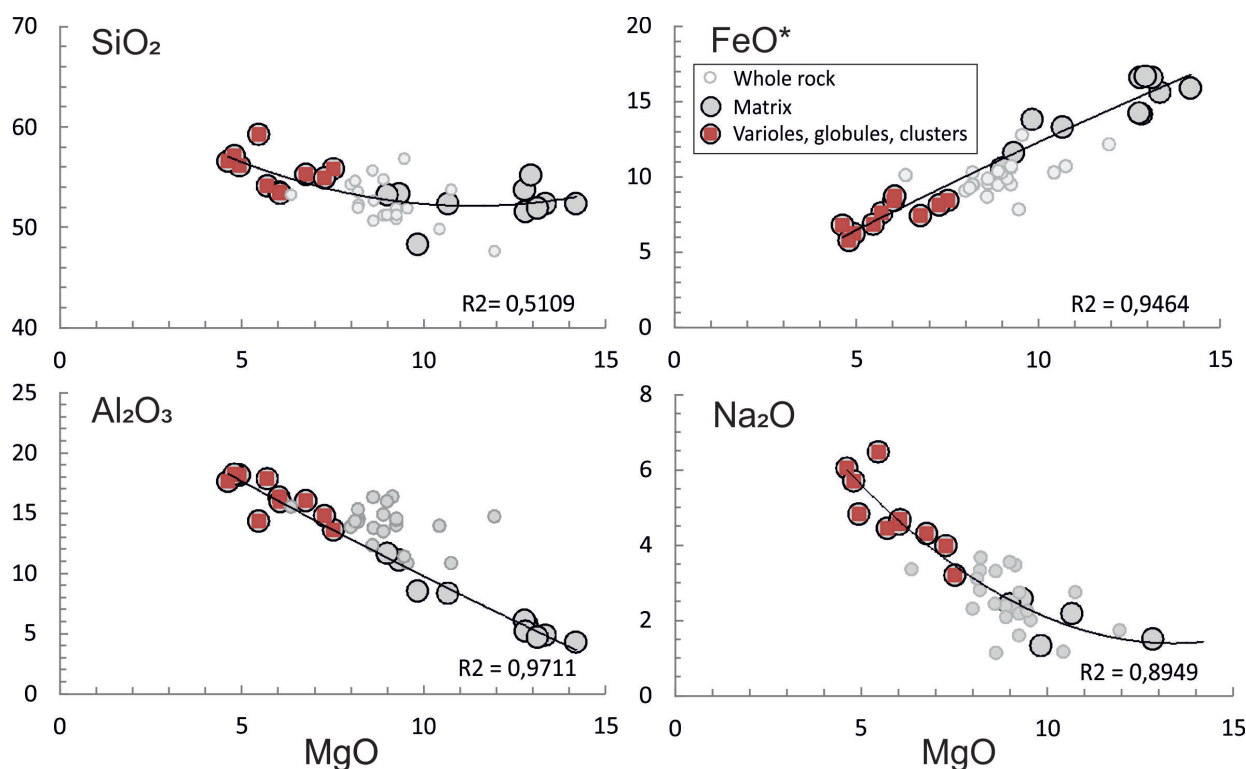 SiO₂
70
60
50
40
0
5
10
15
R2= 0,5109
FeO*
20
15
10
5
0
0
5
10
15
Whole rock
Matrix
Varioles, globules, clusters
R2 = 0,9464
Al₂O₃
25
20
15
10
5
0
0
5
10
15
R2 = 0,9711
MgO
Na₂O
8
6
4
2
0
0
5
10
15
R2 = 0,8949
MgO